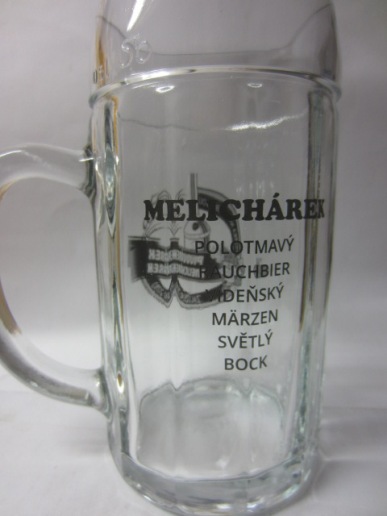 MELICHÁREK
POLOTMAVÝ
RAUCHBIER
VÍDEŇSKÝ
MÄRZEN
SVĚTLÝ
BOCK